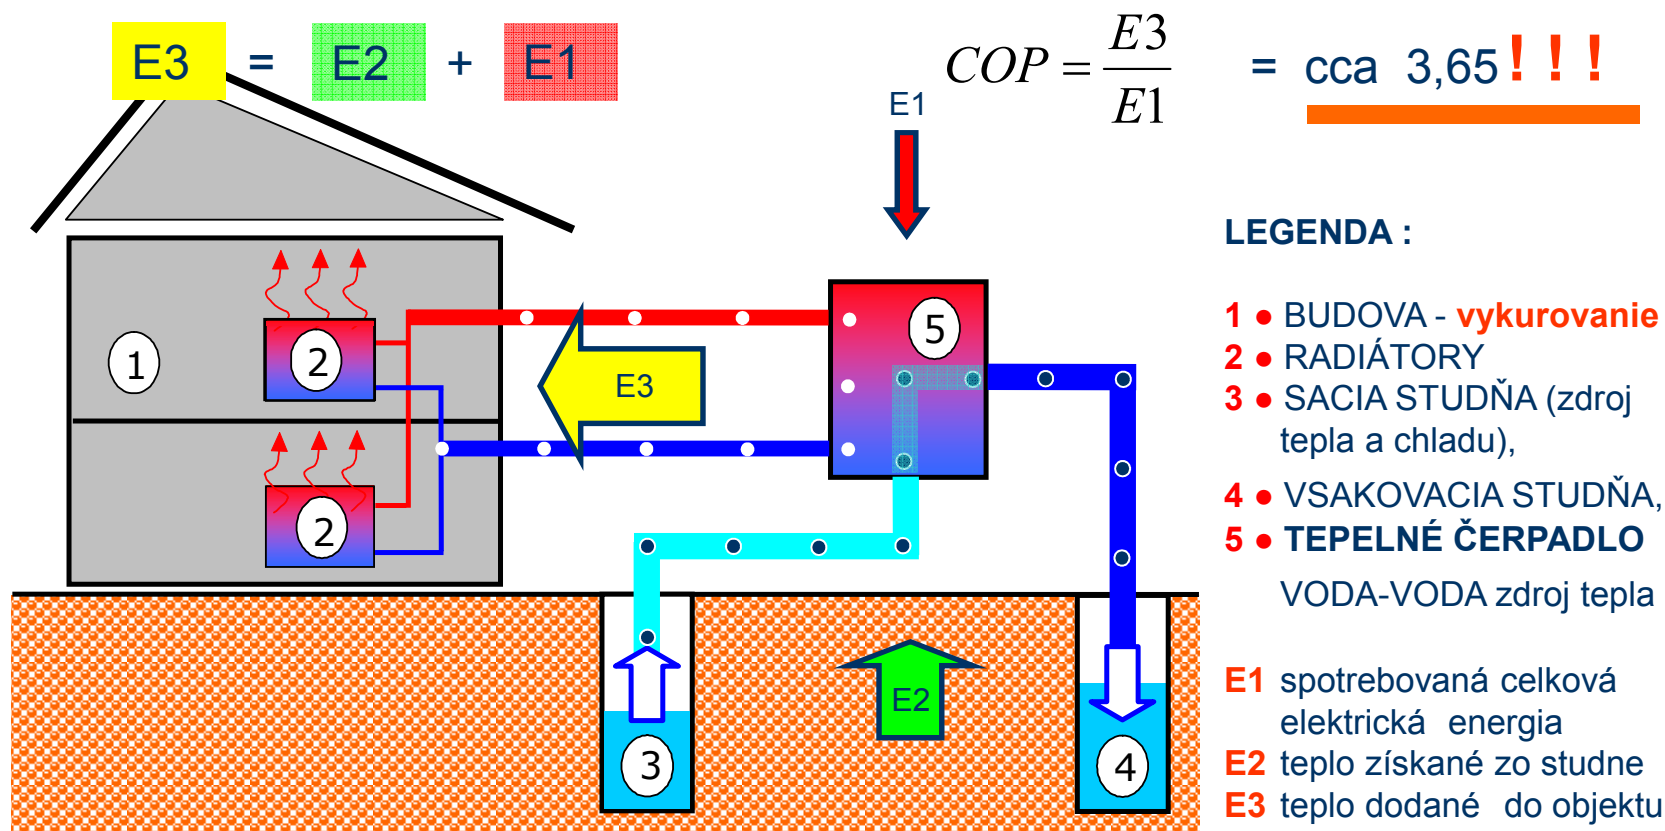 E3 = E2 + E1
COP = E3 / E1 = cca 3,65 ! ! !
E1
LEGENDA :
1 ● BUDOVA - vykurovanie
2 ● RADIÁTORY
3 ● SACIA STUDŇA (zdroj
tepla a chladu),
4 ● VSAKOVACIA STUDŇA,
5 ● TEPELNÉ ČERPADLO
VODA-VODA zdroj tepla
E1 spotrebovaná celková
elektrická energia
E2 teplo získané zo studne
E3 teplo dodané do objektu
5
1
2
E3
2
E2
3
4